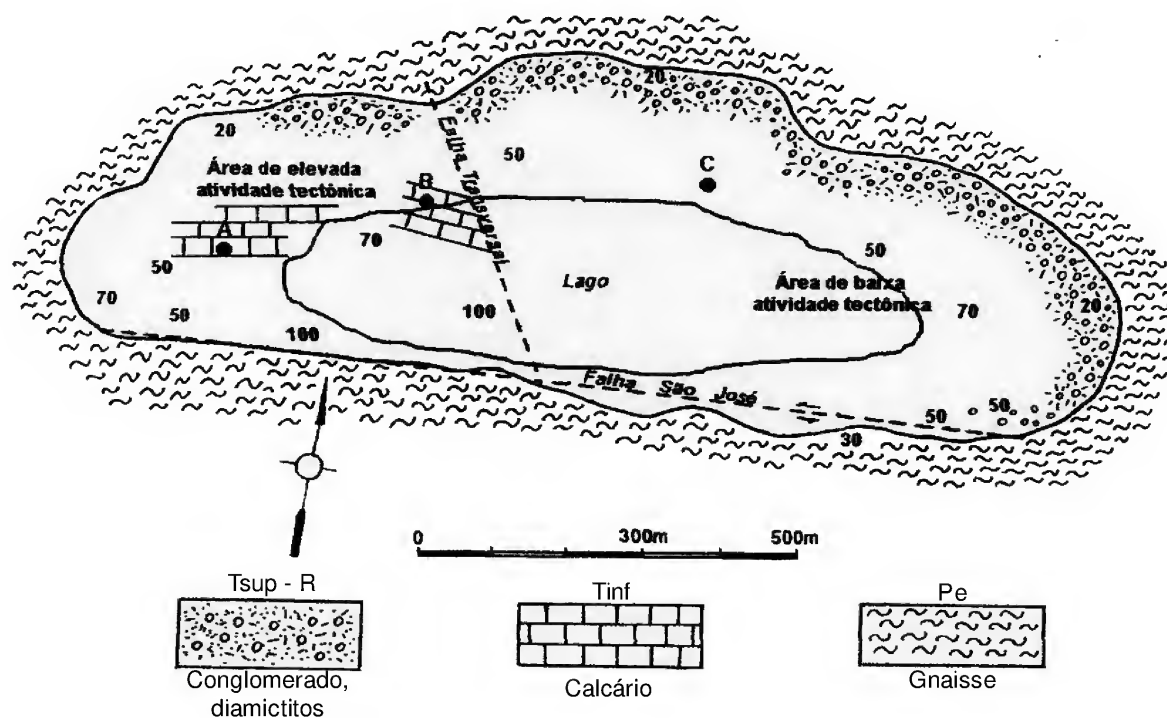 20
20
Falha Transversal
50
C
Área de elevada
atividade tectônica
B
A
70
50
50
Lago
Área de baixa
atividade tectônica
70
20
70
50
100
100
Falha São José
50
50
30
0
300m
500m
Tsup - R
Conglomerado,
diamictitos
Tinf
Calcário
Pe
Gnaisse